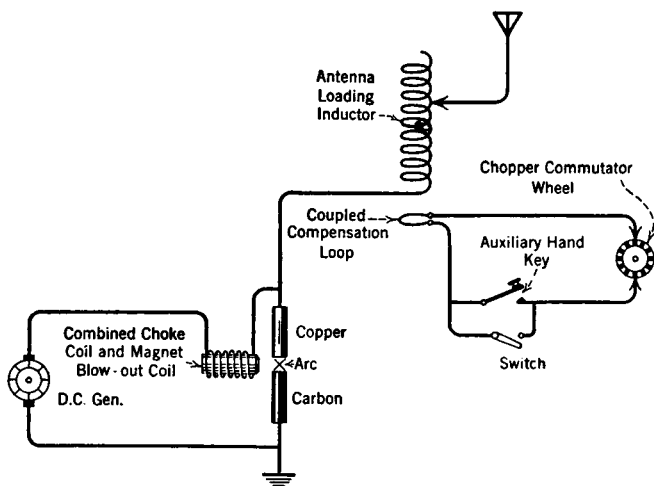 Antenna
Loading
Inductor
Chopper Commutator
Wheel
Coupled
Compensation
Loop
Auxiliary Hand
Key
Switch
Combined Choke
Coil and Magnet
Blow-out Coil
Copper
Arc
Carbon
D.C. Gen.